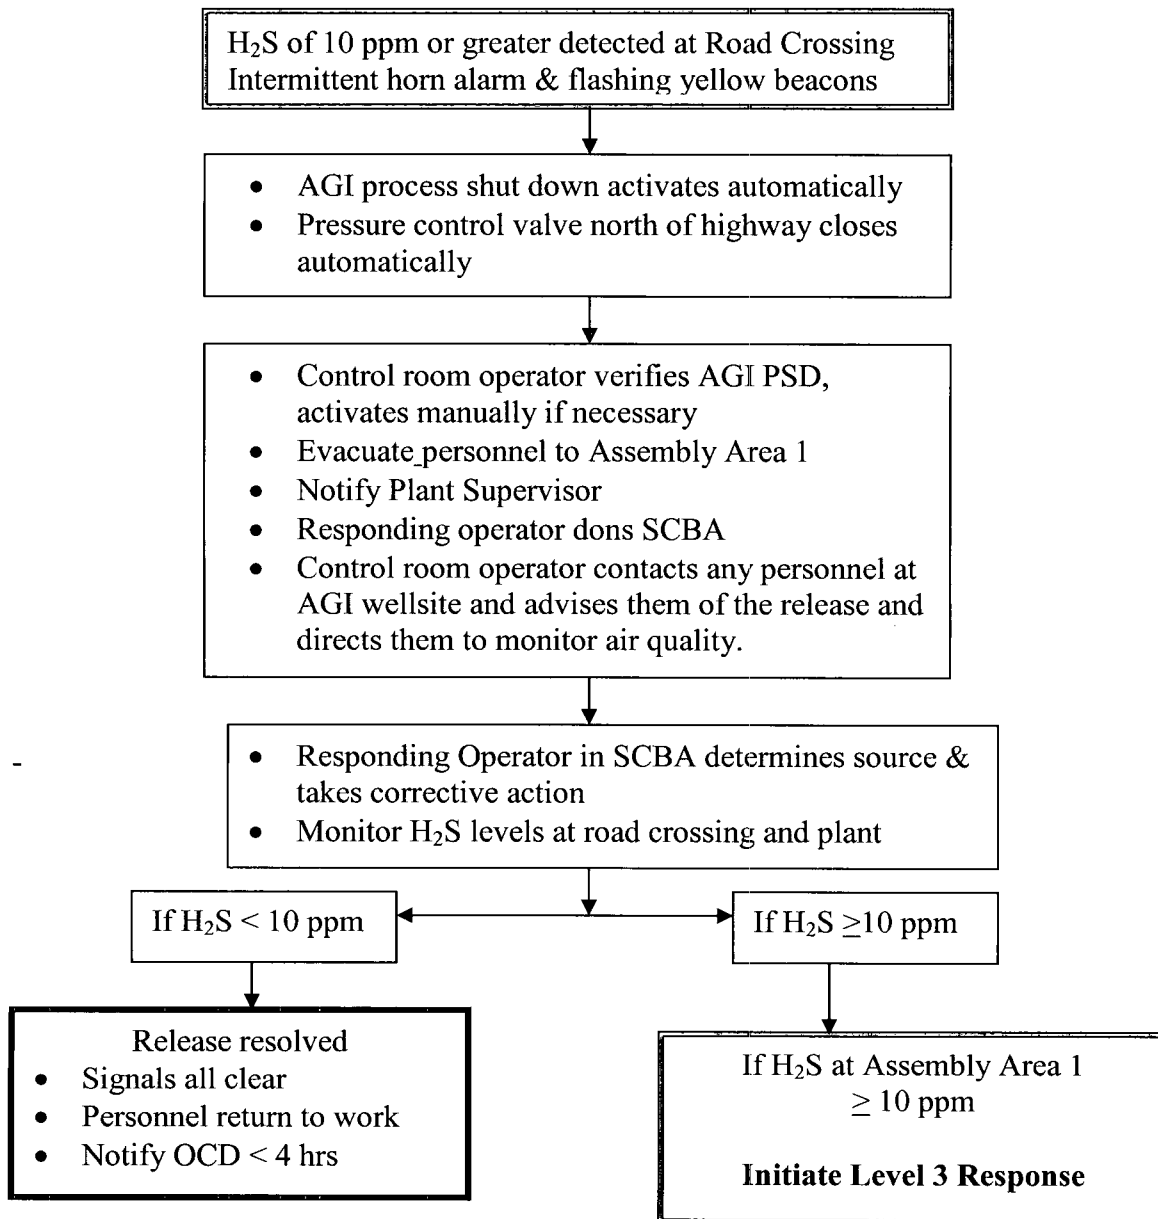 H₂S of 10 ppm or greater detected at Road Crossing
Intermittent horn alarm & flashing yellow beacons
• AGI process shut down activates automatically
• Pressure control valve north of highway closes
automatically
• Control room operator verifies AGI PSD,
activates manually if necessary
• Evacuate personnel to Assembly Area 1
• Notify Plant Supervisor
• Responding operator dons SCBA
• Control room operator contacts any personnel at
AGI wellsite and advises them of the release and
directs them to monitor air quality.
• Responding Operator in SCBA determines source &
takes corrective action
• Monitor H₂S levels at road crossing and plant
If H₂S < 10 ppm
If H₂S ≥10 ppm
Release resolved
• Signals all clear
• Personnel return to work
• Notify OCD < 4 hrs
If H₂S at Assembly Area 1
≥ 10 ppm
Initiate Level 3 Response